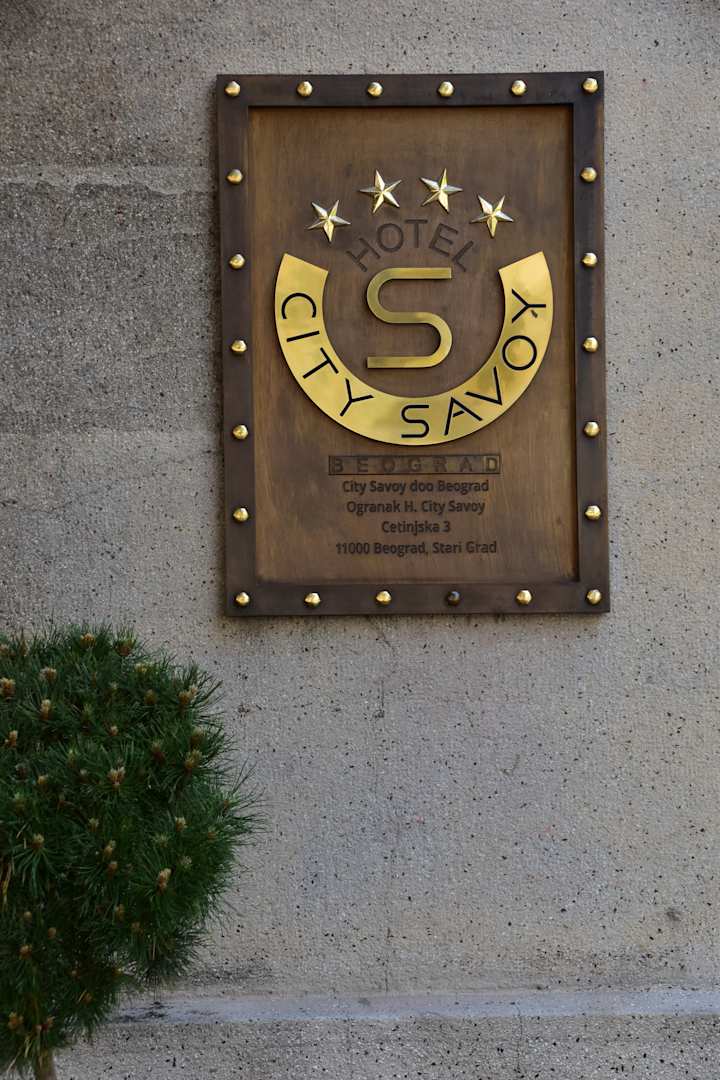 HOTEL
S
CITY SAVOY
BEOGRAD
City Savoy doo Beograd
Ogranak H. City Savoy
Cetinjska 3
11000 Beograd, Stari Grad